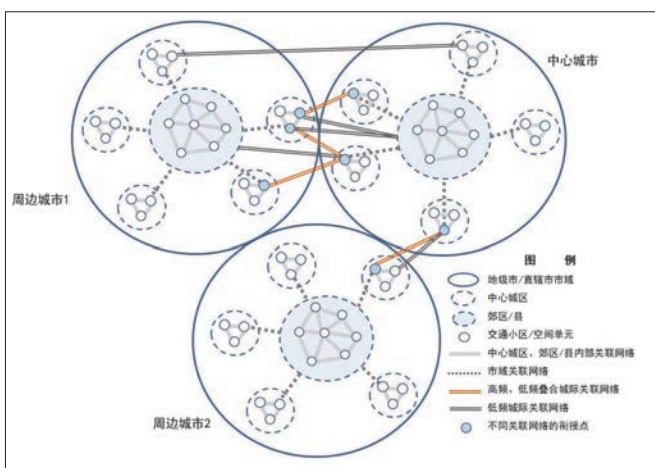 中心城市
周边城市1
周边城市2
图 例
地级市/直辖市市域
中心城区
郊区/县
交通小区/空间单元
中心城区、郊区/县内部关联网络
市域关联网络
高频、低频叠合城际关联网络
低频城际关联网络
不同关联网络的衔接点